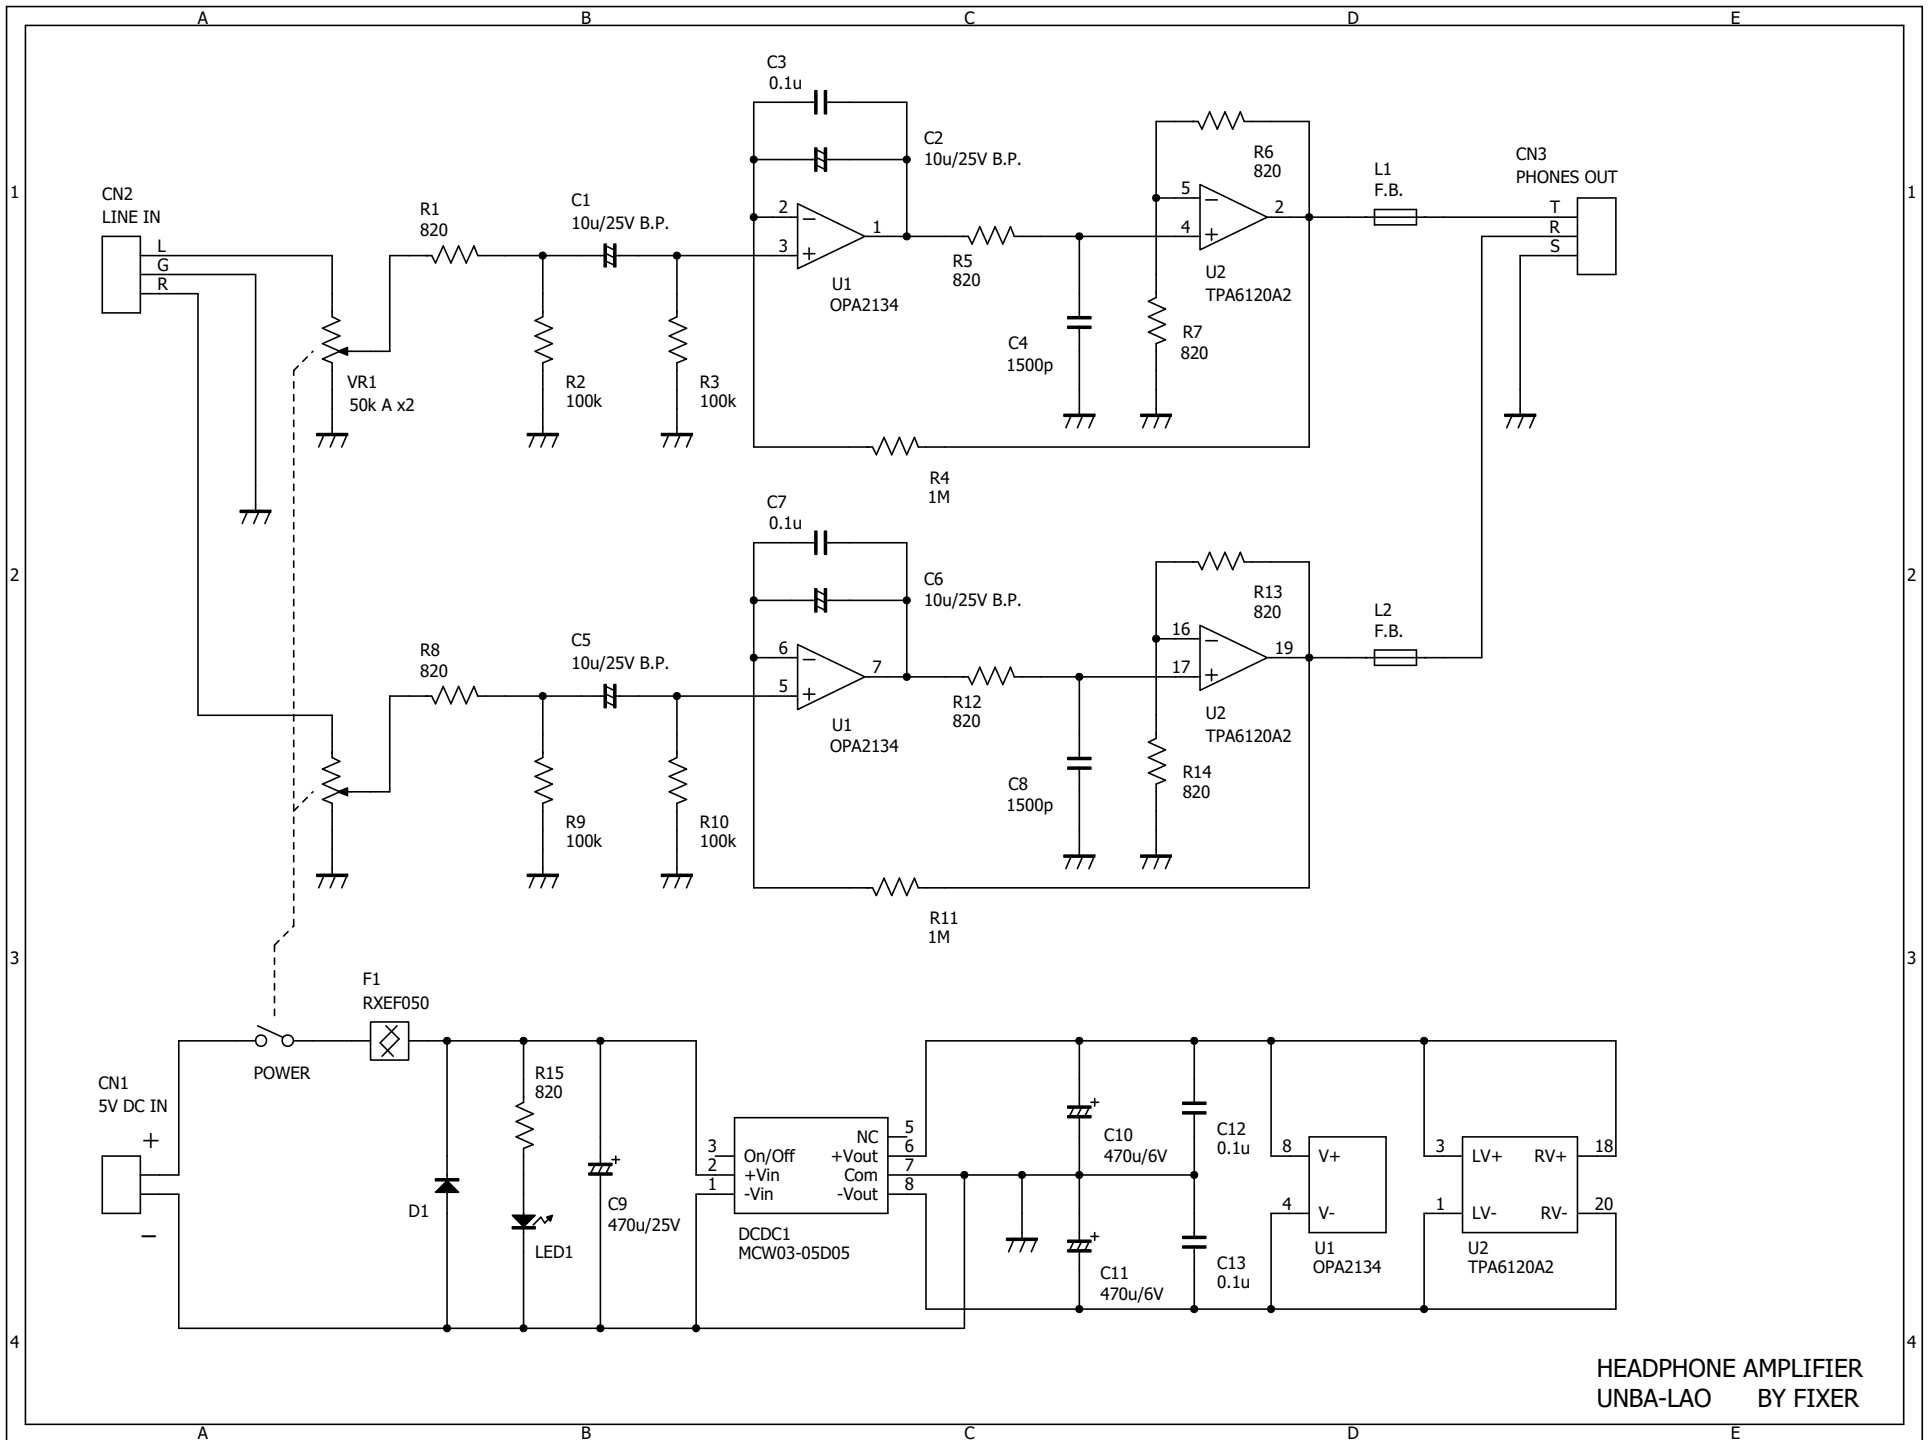 A B C D E
C3
0.1u
C2
10u/25V B.P.
R6
820
CN3
PHONES OUT
L1
F.B.
1 1
CN2
LINE IN
R1
820
C1
10u/25V B.P.
2
3
1
−
+
5
4
2
−
+
T
R
S
L
G
R
U1
OPA2134
R5
820
U2
TPA6120A2
R7
820
C4
1500p
VR1
50k A x2
R2
100k
R3
100k
R4
1M
C7
0.1u
C6
10u/25V B.P.
2 2
R13
820
L2
F.B.
R8
820
C5
10u/25V B.P.
6
5
7
−
+
16
17
19
−
+
U1
OPA2134
R12
820
U2
TPA6120A2
R14
820
C8
1500p
R9
100k
R10
100k
R11
1M
3 3
F1
RXEF050
POWER
CN1
5V DC IN
+
−
R15
820
D1
LED1
+
C9
470u/25V
3 On/Off
2 +Vin
1 -Vin
NC 5
+Vout 6
Com 7
-Vout 8
DCDC1
MCW03-05D05
+
C10
470u/6V
C12
0.1u
+
C11
470u/6V
C13
0.1u
8 V+
4 V-
U1
OPA2134
3 LV+ RV+ 18
1 LV- RV- 20
U2
TPA6120A2
4 4
HEADPHONE AMPLIFIER
UNBA-LAO BY FIXER
A B C D E